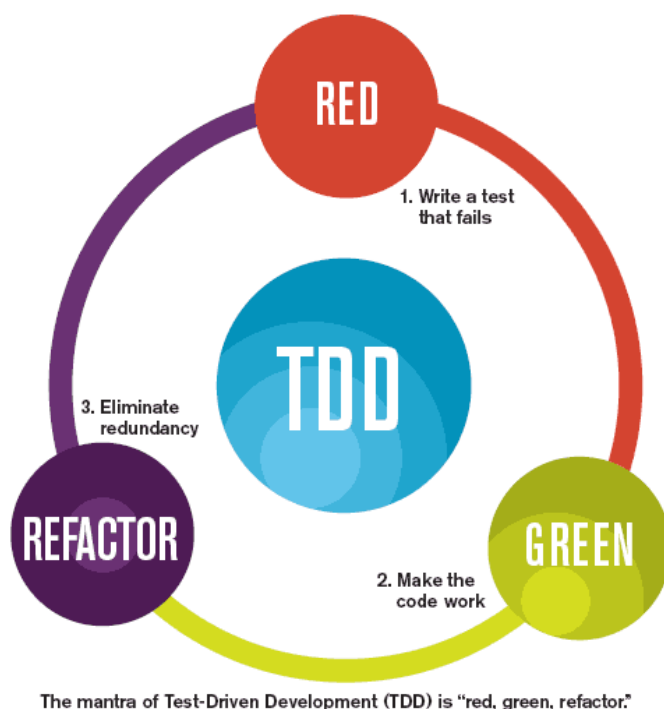 RED
1. Write a test
that fails
TDD
3. Eliminate
redundancy
REFACTOR
GREEN
2. Make the
code work
The mantra of Test-Driven Development (TDD) is “red, green, refactor.”